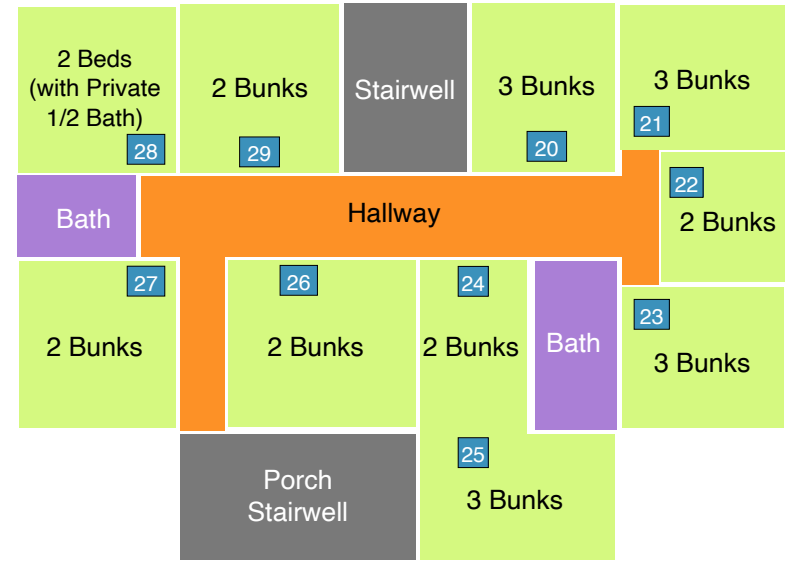 2 Beds
(with Private
1/2 Bath)
28
2 Bunks
29
Stairwell
3 Bunks
20
3 Bunks
21
22
2 Bunks
Bath
Hallway
27
2 Bunks
26
2 Bunks
24
2 Bunks
Bath
23
3 Bunks
25
3 Bunks
Porch
Stairwell